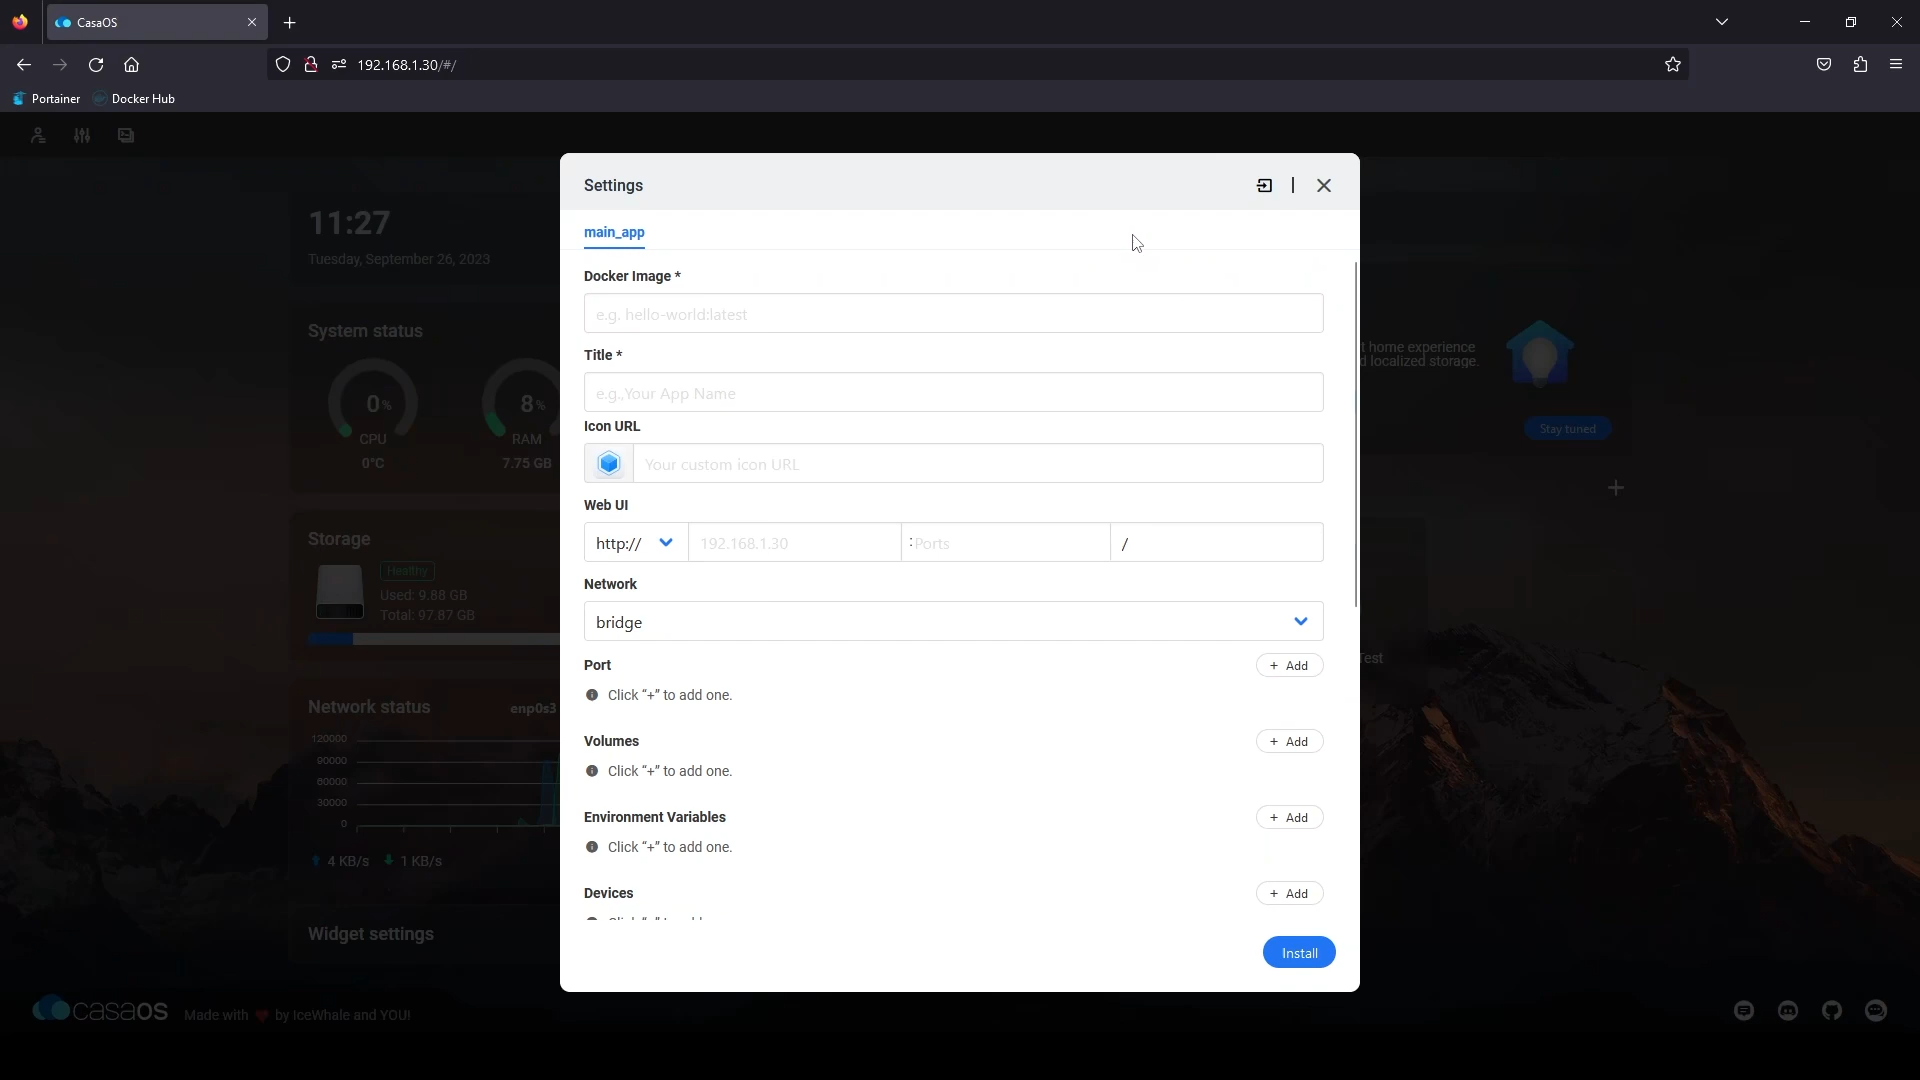 CasaOS
192.168.1.30/#/
Portainer
Docker Hub
11:27
Tuesday, September 26, 2023
System status
0%
CPU
0°C
8%
RAM
7.75 GB
Storage
Healthy
Used: 9.88 GB
Total: 97.87 GB
Network status
enp0s3
120000
90000
60000
30000
0
4 KB/s
1 KB/s
Widget settings
Settings
main_app
Docker Image *
e.g. hello-world:latest
Title *
e.g.,Your App Name
Icon URL
Your custom icon URL
Web UI
http://
192.168.1.30
:
Ports
/
Network
bridge
Port
+ Add
Click “+” to add one.
Volumes
+ Add
Click “+” to add one.
Environment Variables
+ Add
Click “+” to add one.
Devices
+ Add
Install
t home experience
d localized storage.
Stay tuned
Test
casaOS
Made with
by IceWhale and YOU!